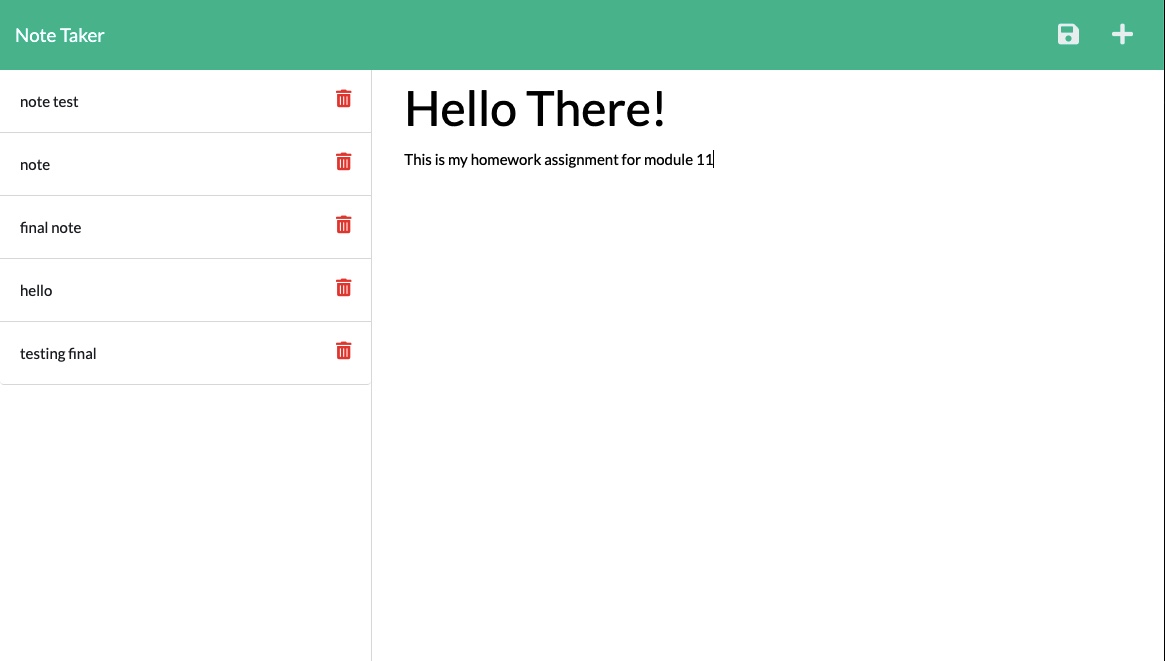 Note Taker
note test
note
final note
hello
testing final
Hello There!
This is my homework assignment for module 11